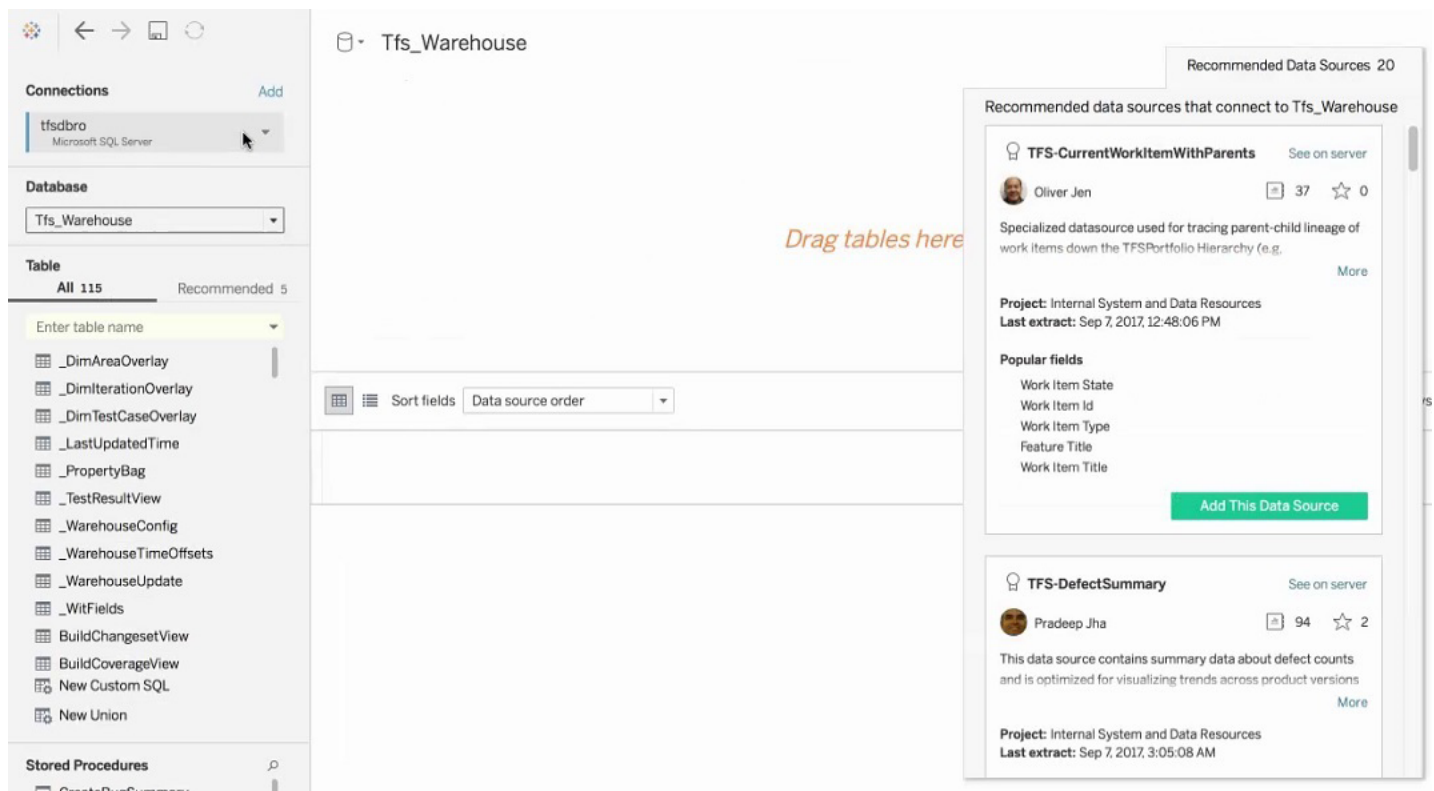 Tfs_Warehouse
Connections
Add
tfsdbro
Microsoft SQL Server
Database
Tfs_Warehouse
Table
All 115
Recommended 5
Enter table name
_DimAreaOverlay
_DimIterationOverlay
_DimTestCaseOverlay
_LastUpdatedTime
_PropertyBag
_TestResultView
_WarehouseConfig
_WarehouseTimeOffsets
_WarehouseUpdate
_WitFields
BuildChangesetView
BuildCoverageView
New Custom SQL
New Union
Stored Procedures
Drag tables here
Sort fields
Data source order
Recommended Data Sources 20
Recommended data sources that connect to Tfs_Warehouse
TFS-CurrentWorkItemWithParents
See on server
Oliver Jen
37
0
Specialized datasource used for tracing parent-child lineage of
work items down the TFSPortfolio Hierarchy (e.g,
More
Project: Internal System and Data Resources
Last extract: Sep 7, 2017, 12:48:06 PM
Popular fields
Work Item State
Work Item Id
Work Item Type
Feature Title
Work Item Title
Add This Data Source
TFS-DefectSummary
See on server
Pradeep Jha
94
2
This data source contains summary data about defect counts
and is optimized for visualizing trends across product versions
More
Project: Internal System and Data Resources
Last extract: Sep 7, 2017, 3:05:08 AM